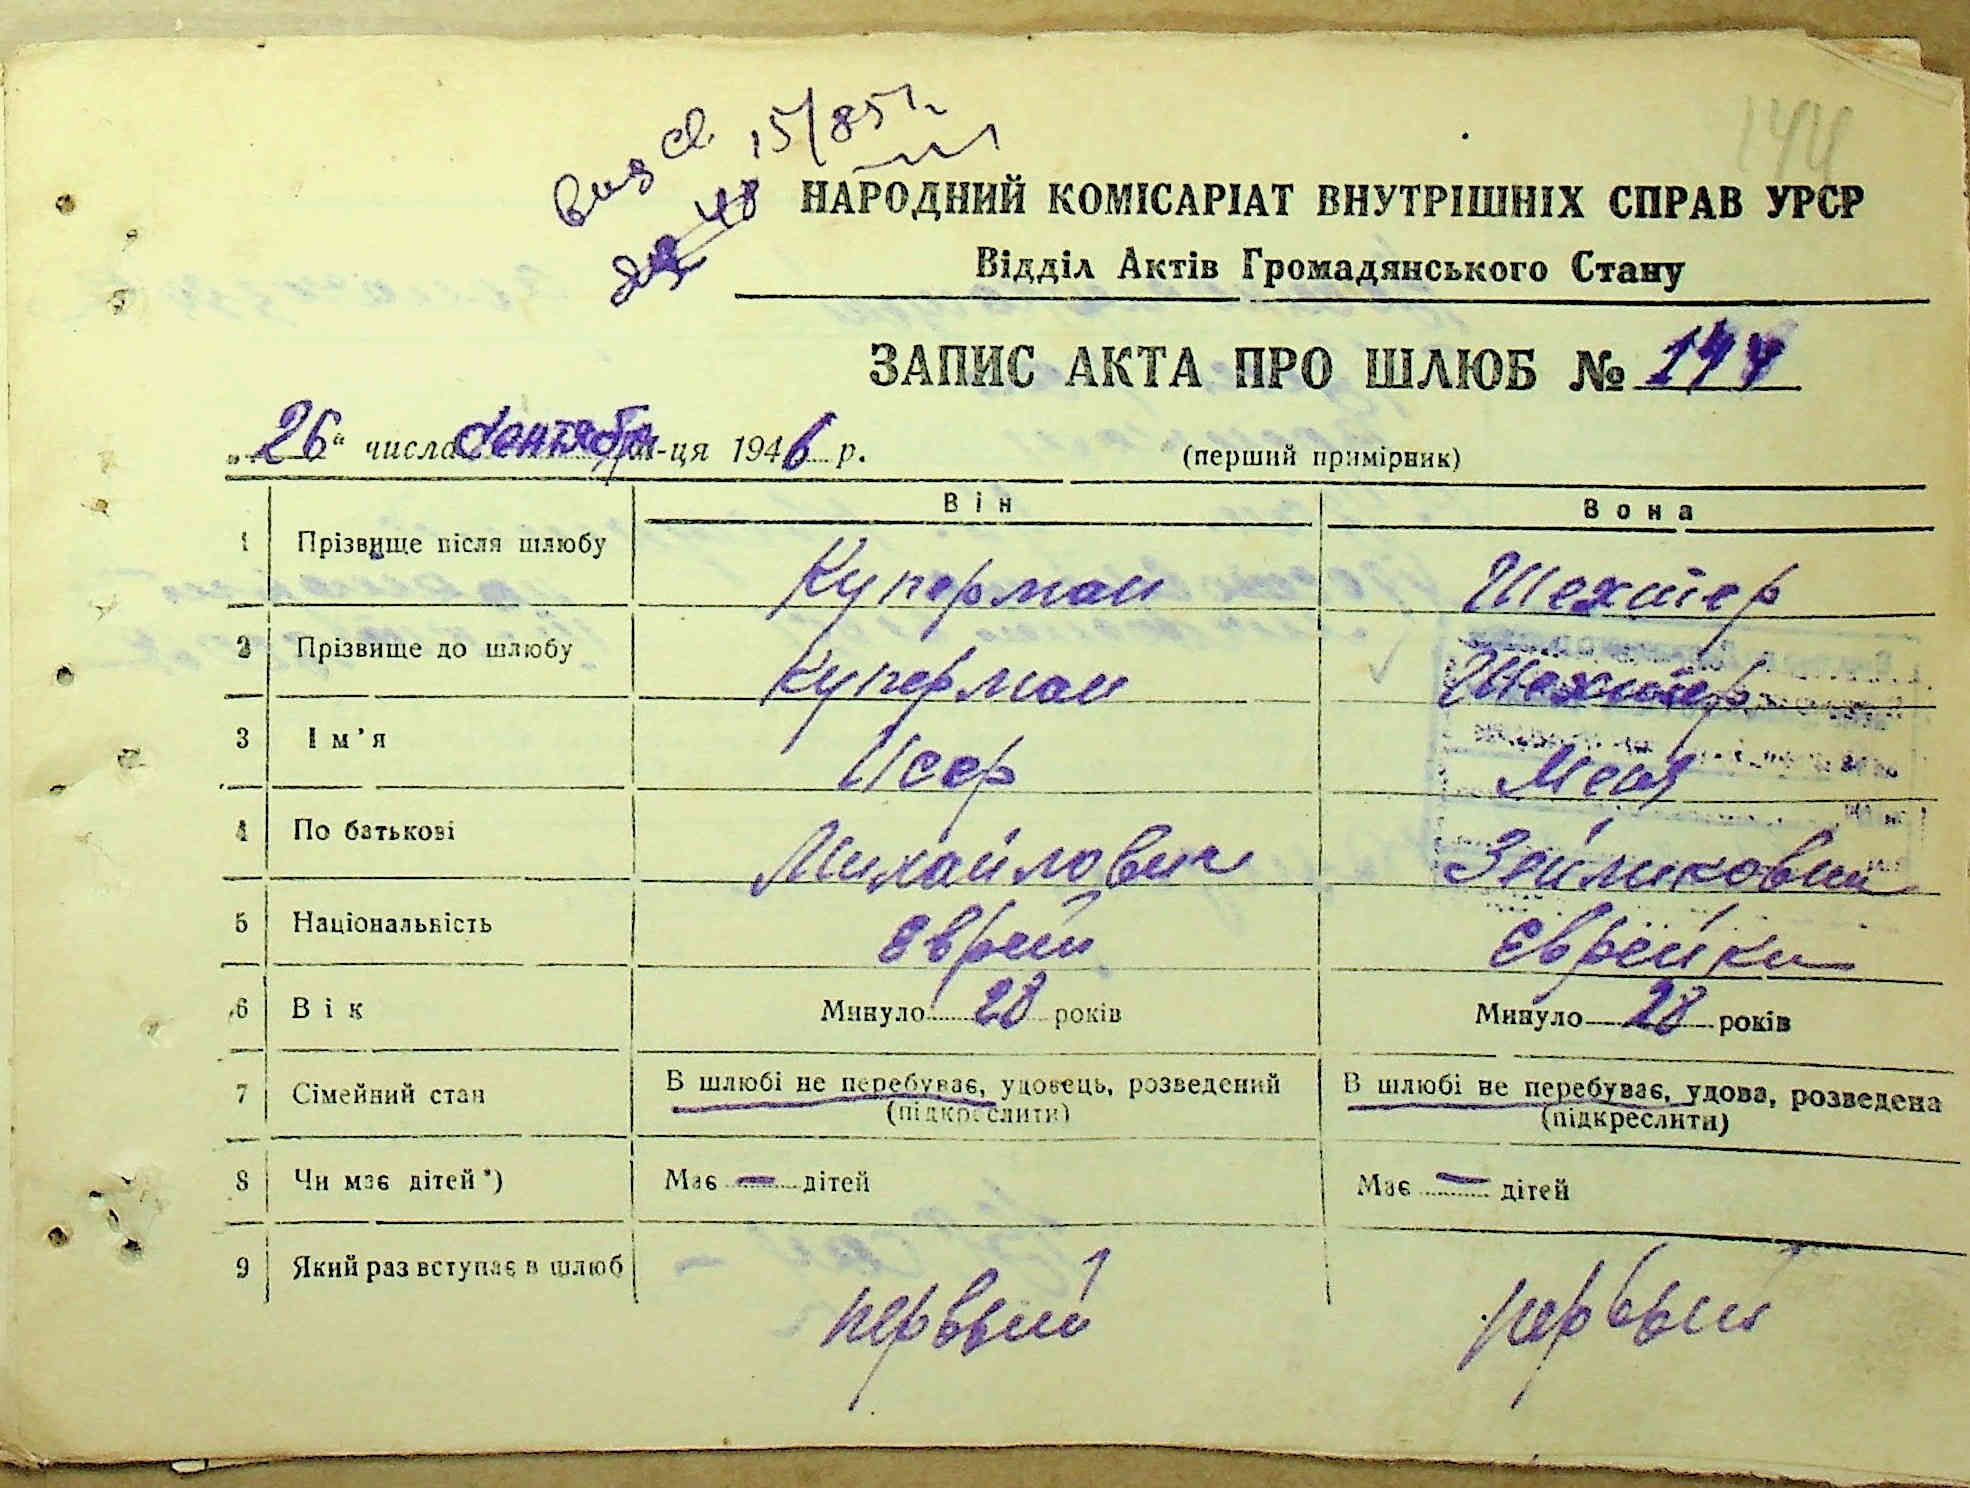 15/85 г.
144
НАРОДНИЙ КОМІСАРІАТ ВНУТРІШНІХ СПРАВ УРСР
Відділ Актів Громадянського Стану
ЗАПИС АКТА ПРО ШЛЮБ № 144
„26“ числа Сентября м-ця 1946 р. (перший примірник)
Він Вона
1 Прізвище після шлюбу Куперман Шехтер
2 Прізвище до шлюбу Куперман Шехтер
3 Ім’я Исер
4 По батькові Михайлович
5 Національність еврей еврейка
6 Вік Минуло 28 років Минуло 28 років
7 Сімейний стан В шлюбі не перебуває, удовець, розведений (підкреслити) В шлюбі не перебуває, удова, розведена (підкреслити)
8 Чи має дітей*) Має — дітей Має — дітей
9 Який раз вступає в шлюб первый первый